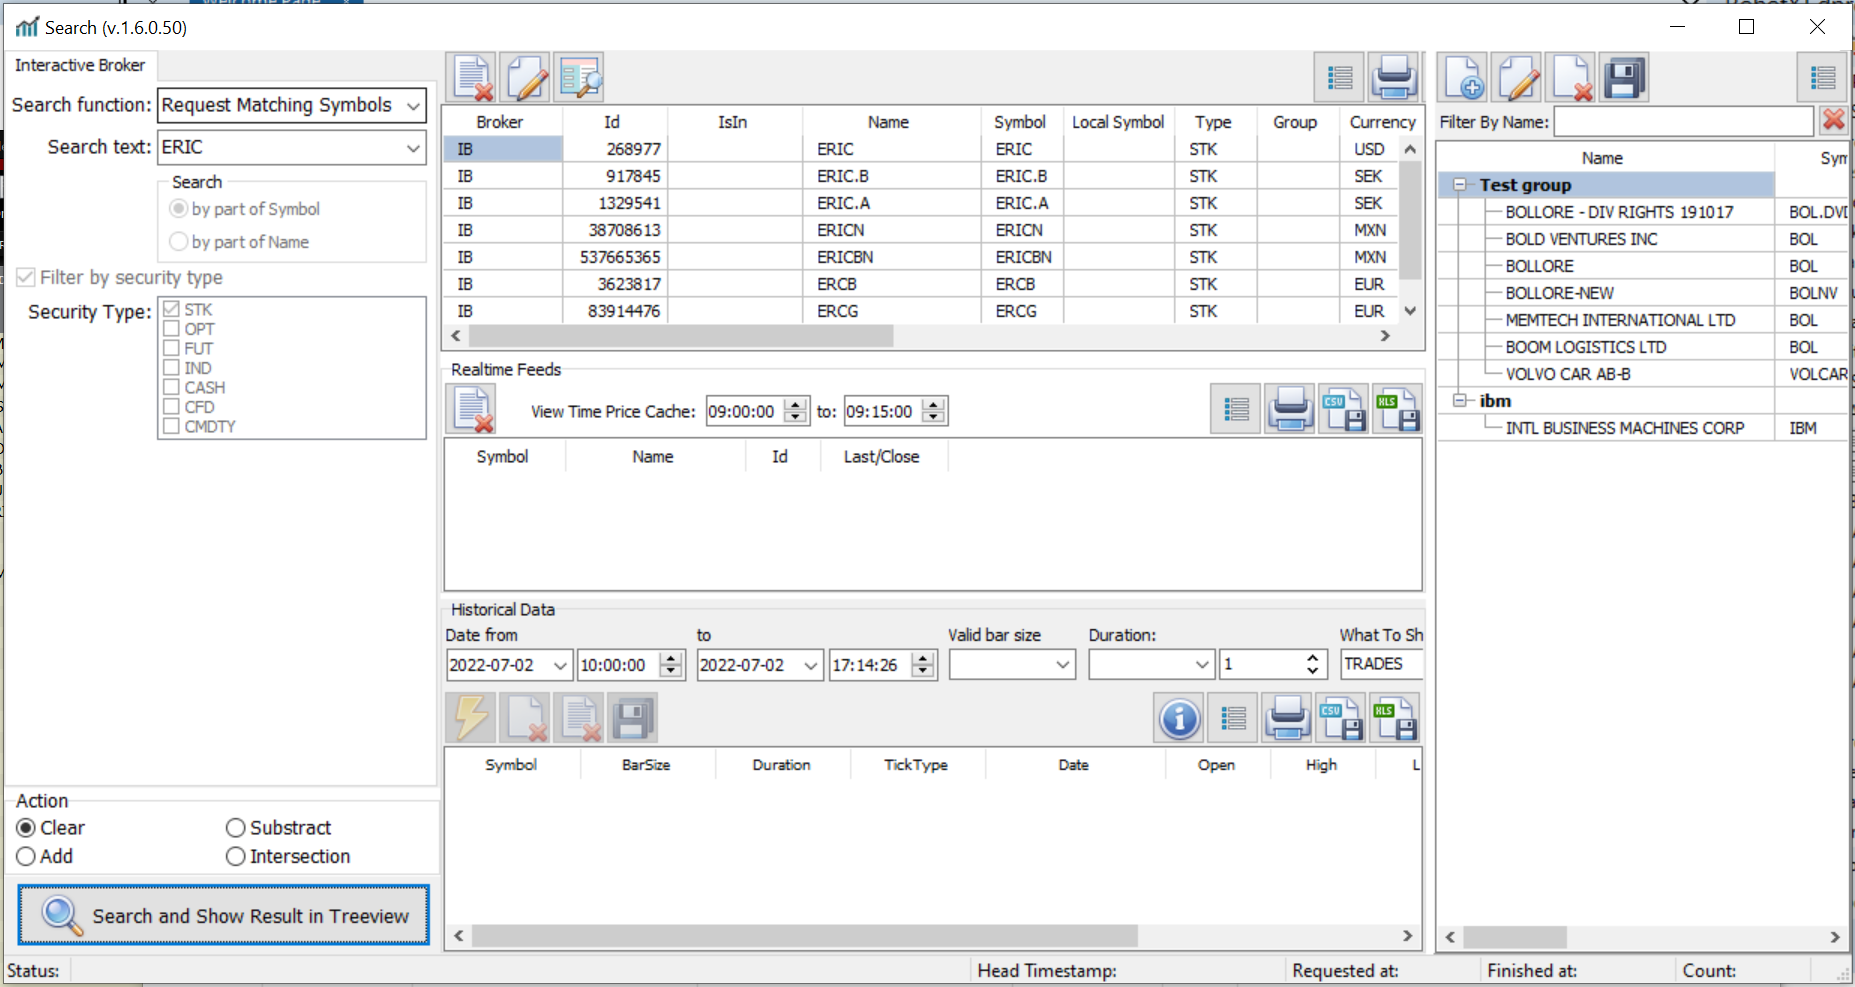 Search (v.1.6.0.50)
Interactive Broker
Search function: Request Matching Symbols
Search text: ERIC
Search
by part of Symbol
by part of Name
Filter by security type
Security Type: STK
OPT
FUT
IND
CASH
CFD
CMDTY
Action
Clear Substract
Add Intersection
Search and Show Result in Treeview
Broker Id IsIn Name Symbol Local Symbol Type Group Currency
IB 268977 ERIC ERIC STK USD
IB 917845 ERIC.B ERIC.B STK SEK
IB 1329541 ERIC.A ERIC.A STK SEK
IB 38708613 ERICN ERICN STK MXN
IB 537665365 ERICBN ERICBN STK MXN
IB 3623817 ERCB ERCB STK EUR
IB 83914476 ERCG ERCG STK EUR
Realtime Feeds
View Time Price Cache: 09:00:00 to: 09:15:00
CSV XLS
Symbol Name Id Last/Close
Historical Data
Date from to Valid bar size Duration: What To Sh
2022-07-02 10:00:00 2022-07-02 17:14:26 1 TRADES
CSV XLS
Symbol BarSize Duration TickType Date Open High L
Filter By Name:
Name Sym
Test group
BOLLORE - DIV RIGHTS 191017 BOL.DVD
BOLD VENTURES INC BOL
BOLLORE BOL
BOLLORE-NEW BOLNV
MEMTECH INTERNATIONAL LTD BOL
BOOM LOGISTICS LTD BOL
VOLVO CAR AB-B VOLCAR
ibm
INTL BUSINESS MACHINES CORP IBM
Status: Head Timestamp: Requested at: Finished at: Count: